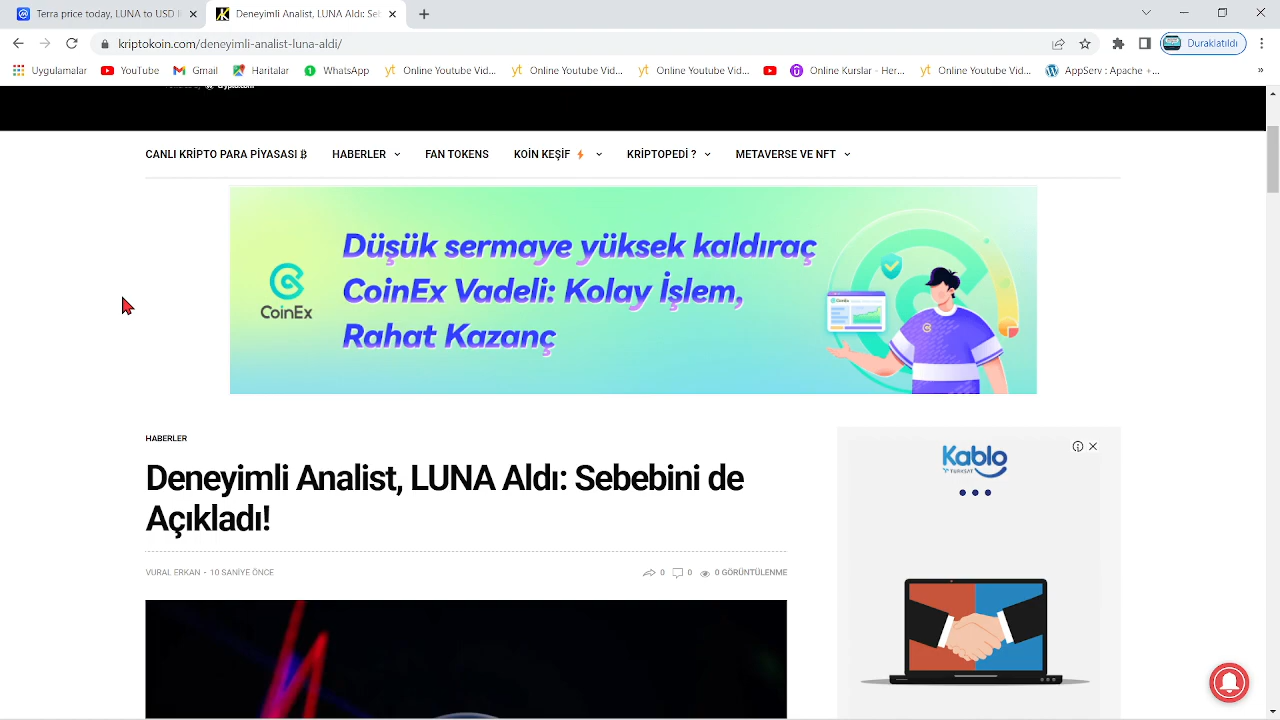 Terra price today, LUNA to USD
Deneyimli Analist, LUNA Aldı: Seb
kriptokoin.com/deneyimli-analist-luna-aldi/
Duraklatıldı
Uygulamalar
YouTube
Gmail
Haritalar
WhatsApp
Online Youtube Vid...
Online Youtube Vid...
Online Youtube Vid...
Online Kurslar - Her...
Online Youtube Vid...
AppServ : Apache +...
CANLI KRİPTO PARA PİYASASI
HABERLER
FAN TOKENS
KOİN KEŞİF
KRİPTOPEDİ ?
METAVERSE VE NFT
CoinEx
Düşük sermaye yüksek kaldıraç
CoinEx Vadeli: Kolay İşlem,
Rahat Kazanç
HABERLER
Deneyimli Analist, LUNA Aldı: Sebebini de
Açıkladı!
VURAL ERKAN - 10 SANİYE ÖNCE
0
0
0 GÖRÜNTÜLENME
Kablo
TÜRKSAT